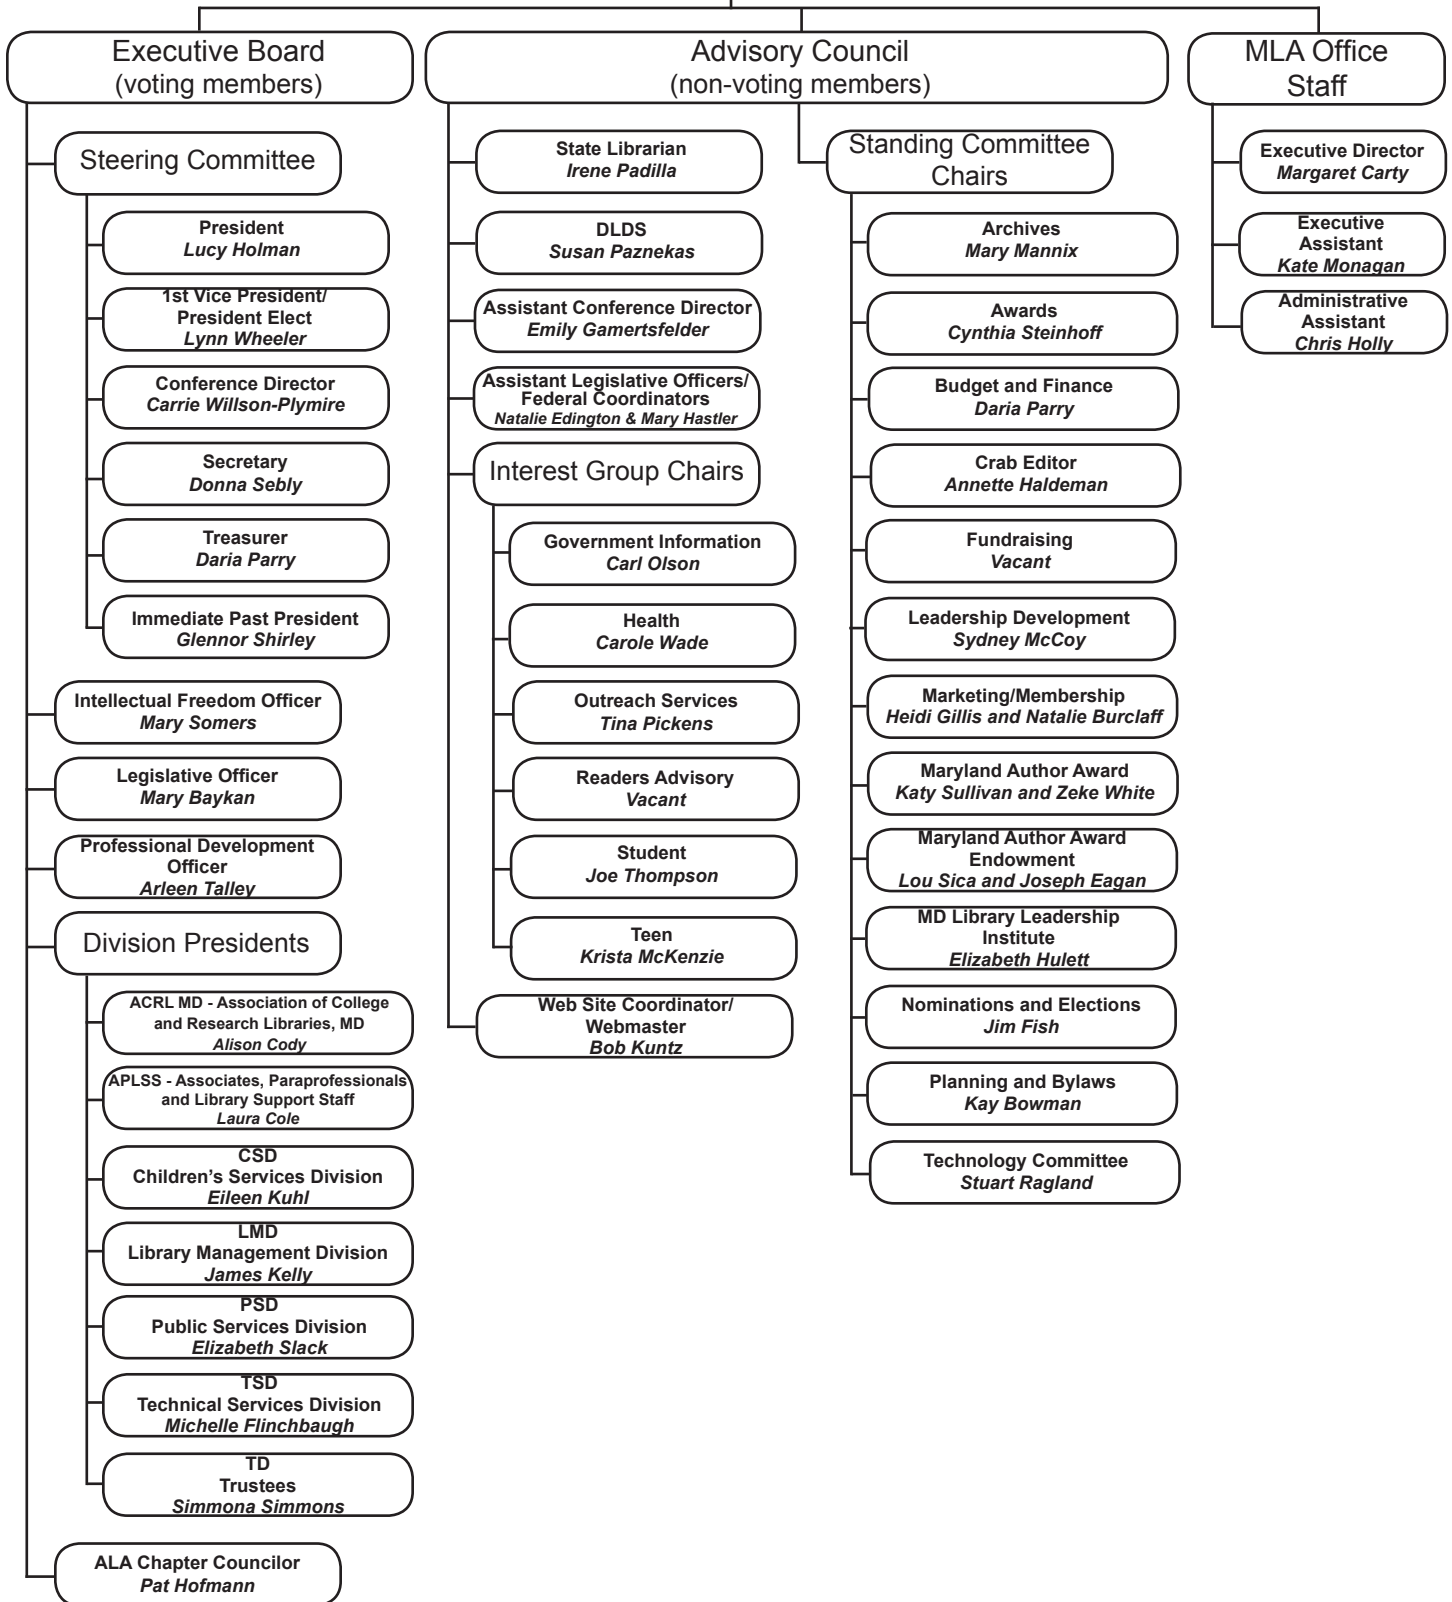 Executive Board
(voting members)
Steering Committee
President
Lucy Holman
1st Vice President/
President Elect
Lynn Wheeler
Conference Director
Carrie Willson-Plymire
Secretary
Donna Sebly
Treasurer
Daria Parry
Immediate Past President
Glennor Shirley
Intellectual Freedom Officer
Mary Somers
Legislative Officer
Mary Baykan
Professional Development
Officer
Arleen Talley
Division Presidents
ACRL MD - Association of College
and Research Libraries, MD
Alison Cody
APLSS - Associates, Paraprofessionals
and Library Support Staff
Laura Cole
CSD
Children's Services Division
Eileen Kuhl
LMD
Library Management Division
James Kelly
PSD
Public Services Division
Elizabeth Slack
TSD
Technical Services Division
Michelle Flinchbaugh
TD
Trustees
Simmona Simmons
ALA Chapter Councilor
Pat Hofmann
Advisory Council
(non-voting members)
State Librarian
Irene Padilla
DLDS
Susan Paznekas
Assistant Conference Director
Emily Gamertsfelder
Assistant Legislative Officers/
Federal Coordinators
Natalie Edington & Mary Hastler
Interest Group Chairs
Government Information
Carl Olson
Health
Carole Wade
Outreach Services
Tina Pickens
Readers Advisory
Vacant
Student
Joe Thompson
Teen
Krista McKenzie
Web Site Coordinator/
Webmaster
Bob Kuntz
Standing Committee
Chairs
Archives
Mary Mannix
Awards
Cynthia Steinhoff
Budget and Finance
Daria Parry
Crab Editor
Annette Haldeman
Fundraising
Vacant
Leadership Development
Sydney McCoy
Marketing/Membership
Heidi Gillis and Natalie Burclaff
Maryland Author Award
Katy Sullivan and Zeke White
Maryland Author Award
Endowment
Lou Sica and Joseph Eagan
MD Library Leadership
Institute
Elizabeth Hulett
Nominations and Elections
Jim Fish
Planning and Bylaws
Kay Bowman
Technology Committee
Stuart Ragland
MLA Office
Staff
Executive Director
Margaret Carty
Executive
Assistant
Kate Monagan
Administrative
Assistant
Chris Holly